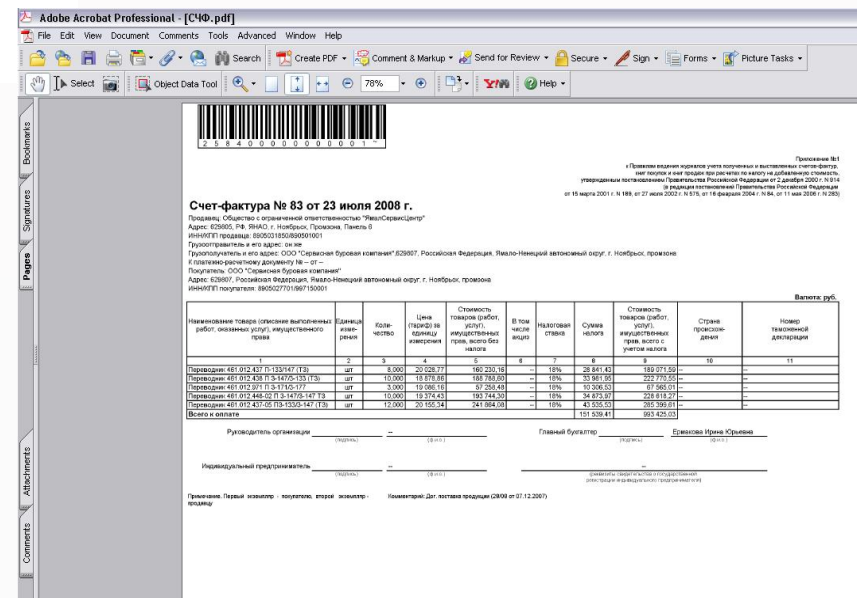 Adobe Acrobat Professional - [СЧФ.pdf]
File Edit View Document Comments Tools Advanced Window Help
Search Create PDF Comment & Markup Send for Review Secure Sign Forms Picture Tasks
Select Object Data Tool 78% Y! Help
Bookmarks
Signatures
Pages
Attachments
Comments
2 5 8 4 0 0 0 0 0 0 0 0 1
Приложение №1
к Правилам ведения журналов учета полученных и выставленных счетов-фактур,
книг покупок и книг продаж при расчетах по налогу на добавленную стоимость,
утвержденным постановлением Правительства Российской Федерации от 2 декабря 2000 г. N 914
(в редакции постановлений Правительства Российской Федерации
от 15 марта 2001 г. N 189, от 27 июля 2002 г. N 575, от 16 февраля 2004 г. N 84, от 11 мая 2006 г. N 283)
Счет-фактура № 83 от 23 июля 2008 г.
Продавец: Общество с ограниченной ответственностью "ЯмалСервисЦентр"
Адрес: 629805, РФ, ЯНАО, г. Ноябрьск, Промзона, Панель 6
ИНН/КПП продавца: 8905031850/890501001
Грузоотправитель и его адрес: он же
Грузополучатель и его адрес: ООО "Сервисная буровая компания",629807, Российская Федерация, Ямало-Ненецкий автономный округ, г. Ноябрьск, промзона
К платежно-расчетному документу № -- от --
Покупатель: ООО "Сервисная буровая компания"
Адрес: 629807, Российская Федерация, Ямало-Ненецкий автономный округ, г. Ноябрьск, промзона
ИНН/КПП покупателя: 8905027701/997150001
Валюта: руб.
Наименование товара (описание выполненных работ, оказанных услуг), имущественного права Единица измерения Количество Цена (тариф) за единицу измерения Стоимость товаров (работ, услуг), имущественных прав, всего без налога В том числе акциз Налоговая ставка Сумма налога Стоимость товаров (работ, услуг), имущественных прав, всего с учетом налога Страна происхождения Номер таможенной декларации
1 2 3 4 5 6 7 8 9 10 11
Переводник 461.012.437 П-133/147 (ТЗ) шт 8,000 20 028,77 160 230,16 -- 18% 28 841,43 189 071,59 -- --
Переводник 461.012.438 П З-147/З-133 (ТЗ) шт 10,000 18 878,86 188 788,60 -- 18% 33 981,95 222 770,55 -- --
Переводник 461.012.971 П З-171/З-177 шт 3,000 19 086,16 57 258,48 -- 18% 10 306,53 67 565,01 -- --
Переводник 461.012.446-02 П З-147/З-147 ТЗ шт 10,000 19 374,43 193 744,30 -- 18% 34 873,97 228 618,27 -- --
Переводник 461.012.437-05 ПЗ-133/З-147 (ТЗ) шт 12,000 20 155,34 241 864,08 -- 18% 43 535,53 285 399,61 -- --
Всего к оплате 151 539,41 993 425,03
Руководитель организации -- Главный бухгалтер Ермакова Ирина Юрьевна
(подпись) (ф.и.о.) (подпись) (ф.и.о.)
Индивидуальный предприниматель -- --
(подпись) (ф.и.о.) (реквизиты свидетельства о государственной
регистрации индивидуального предпринимателя)
Примечание. Первый экземпляр - покупателю, второй экземпляр - Комментарий: Дог. поставка продукции (29/09 от 07.12.2007)
продавцу